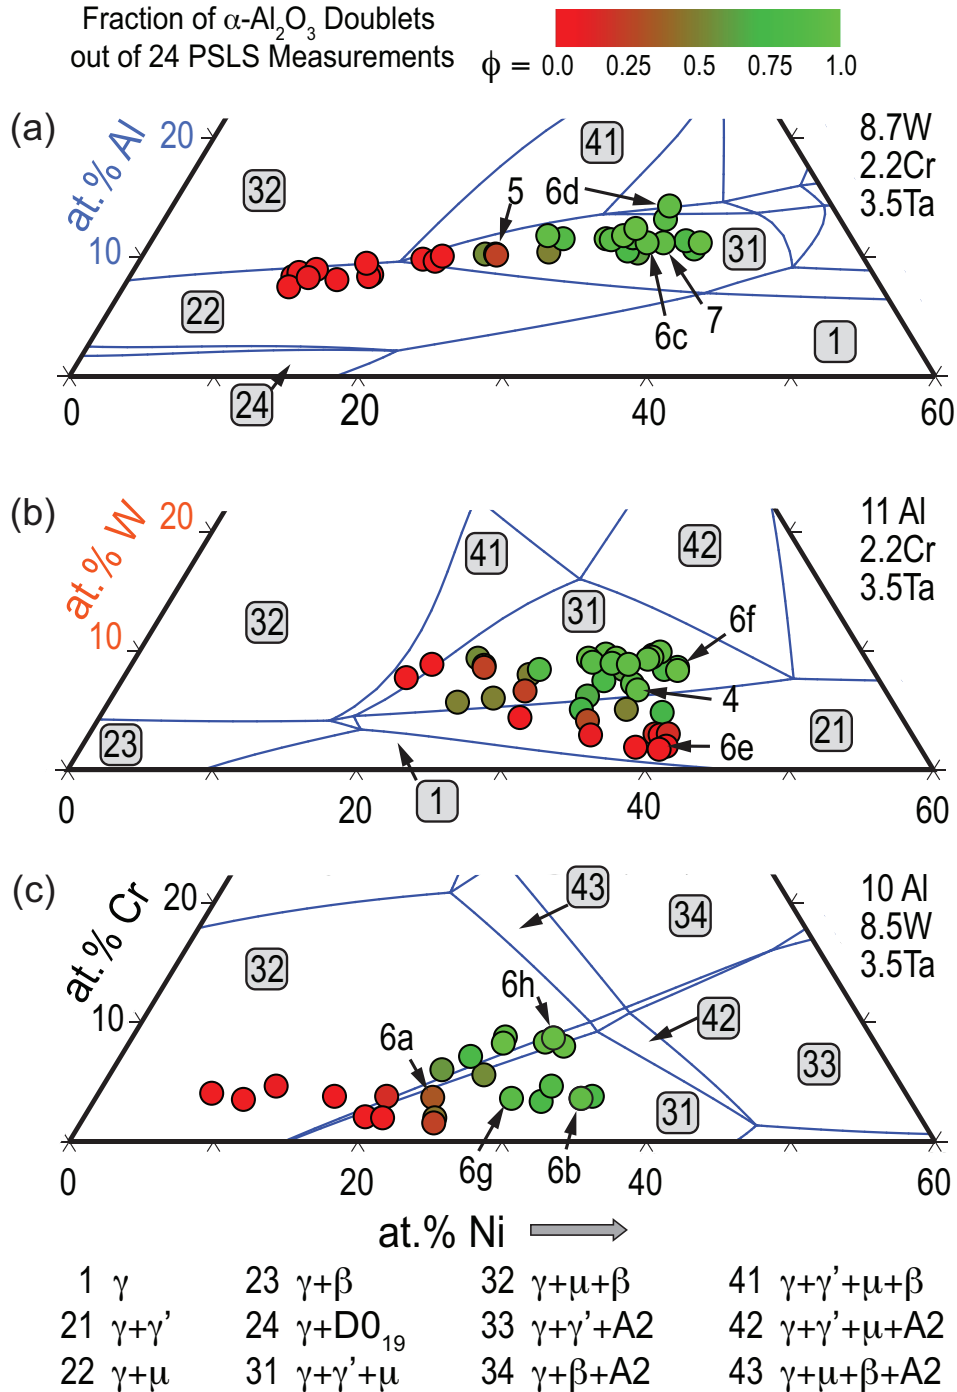 Fraction of α-Al₂O₃ Doublets
out of 24 PSLS Measurements
ϕ = 0.0 0.25 0.5 0.75 1.0
(a)
at.% Al
20
10
8.7W
2.2Cr
3.5Ta
32
41
5
6d
31
22
6c
7
1
24
0 20 40 60
(b)
at.% W
20
10
11 Al
2.2Cr
3.5Ta
41
42
32
31
6f
4
23
6e
21
1
0 20 40 60
(c)
at.% Cr
20
10
10 Al
8.5W
3.5Ta
43
34
32
6h
42
6a
33
31
6g
6b
0 20 40 60
at.% Ni
1 γ 23 γ+β 32 γ+μ+β 41 γ+γ’+μ+β
21 γ+γ’ 24 γ+D0₁₉ 33 γ+γ’+A2 42 γ+γ’+μ+A2
22 γ+μ 31 γ+γ’+μ 34 γ+β+A2 43 γ+μ+β+A2